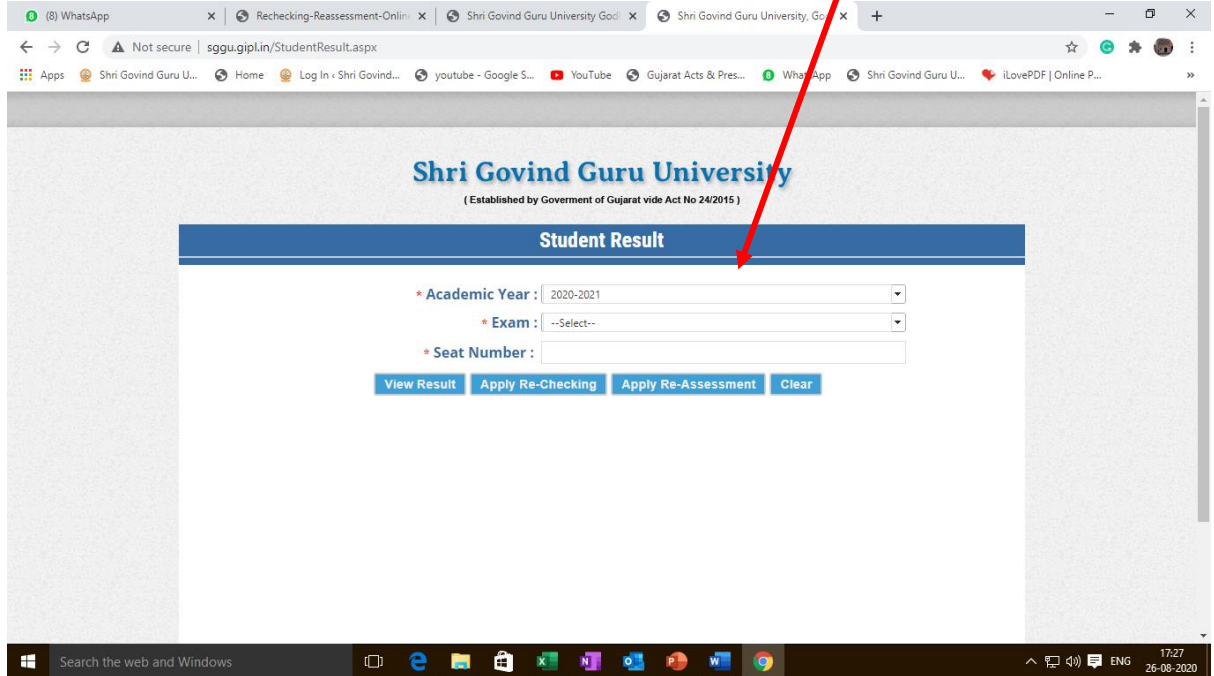 (8) WhatsApp
Rechecking-Reassessment-Onlin
Shri Govind Guru University God
Shri Govind Guru University, Go
Not secure | sggu.gipl.in/StudentResult.aspx
Apps Shri Govind Guru U... Home Log In ‹ Shri Govind... youtube - Google S... YouTube Gujarat Acts & Pres... WhatsApp Shri Govind Guru U... iLovePDF | Online P... »
Shri Govind Guru University
( Established by Goverment of Gujarat vide Act No 24/2015 )
Student Result
* Academic Year : 2020-2021
* Exam : --Select--
* Seat Number :
View Result Apply Re-Checking Apply Re-Assessment Clear
Search the web and Windows
ENG
17:27
26-08-2020